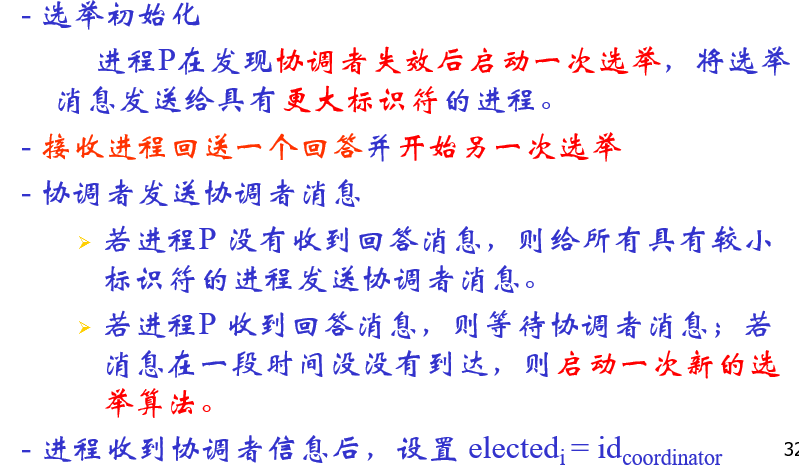 - 选举初始化
进程P在发现协调者失效后启动一次选举，将选举
消息发送给具有更大标识符的进程。
- 接收进程回送一个回答并开始另一次选举
- 协调者发送协调者消息
➢ 若进程P 没有收到回答消息，则给所有具有较小
标识符的进程发送协调者消息。
➢ 若进程P 收到回答消息，则等待协调者消息；若
消息在一段时间没没有到达，则启动一次新的选
举算法。
- 进程收到协调者信息后，设置 electedi = idcoordinator
32